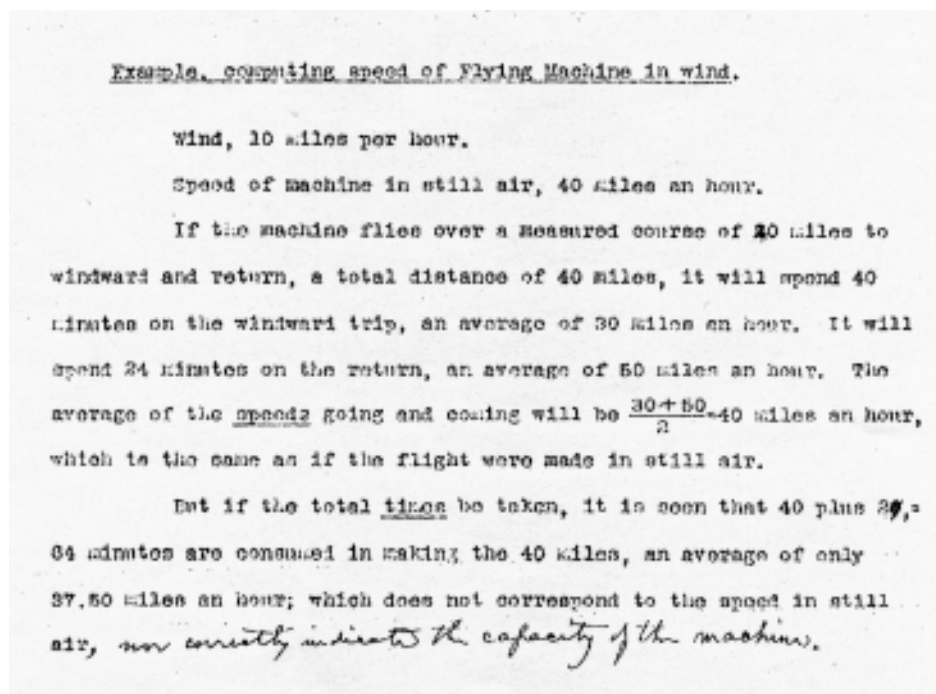 Example, computing speed of Flying Machine in wind.
Wind, 10 miles per hour.
Speed of machine in still air, 40 miles an hour.
If the machine flies over a measured course of 20 miles to
windward and return, a total distance of 40 miles, it will spend 40
minutes on the windward trip, an average of 30 miles an hour. It will
spend 24 minutes on the return, an average of 50 miles an hour. The
average of the speeds going and coming will be 30+50/2=40 miles an hour,
which is the same as if the flight were made in still air.
But if the total times be taken, it is seen that 40 plus 24,=
64 minutes are consumed in making the 40 miles, an average of only
37.50 miles an hour; which does not correspond to the speed in still
air, nor correctly indicate the capacity of the machine.